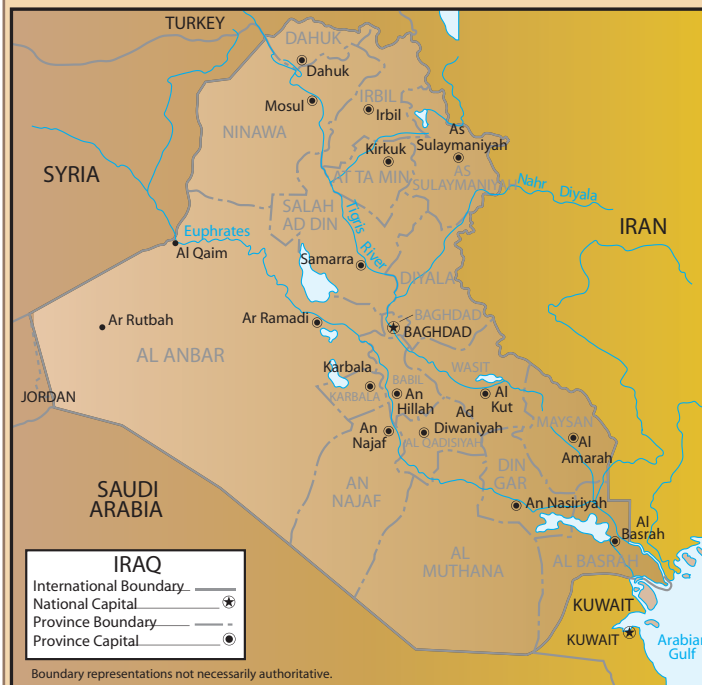 TURKEY
DAHUK
Dahuk
Mosul
IRBIL
Irbil
NINAWA
As
Sulaymaniyah
Kirkuk
AT TA MIN
AS
SULAYMANIYAH
SYRIA
Nahr Diyala
SALAH
AD DIN
Tigris River
IRAN
Euphrates
Al Qaim
Samarra
DIYALA
Ar Rutbah
Ar Ramadi
BAGHDAD
BAGHDAD
AL ANBAR
Karbala
KARBALA
WASIT
BABIL
An
Hillah
Al
Kut
JORDAN
An
Najaf
Ad
Diwaniyah
AL QADISIYAH
MAYSAN
Al
Amarah
DIN
GAR
SAUDI
ARABIA
AN
NAJAF
An Nasiriyah
Al
Basrah
AL
MUTHANA
AL BASRAH
IRAQ
International Boundary
National Capital
Province Boundary
Province Capital
KUWAIT
KUWAIT
Arabian
Gulf
Boundary representations not necessarily authoritative.